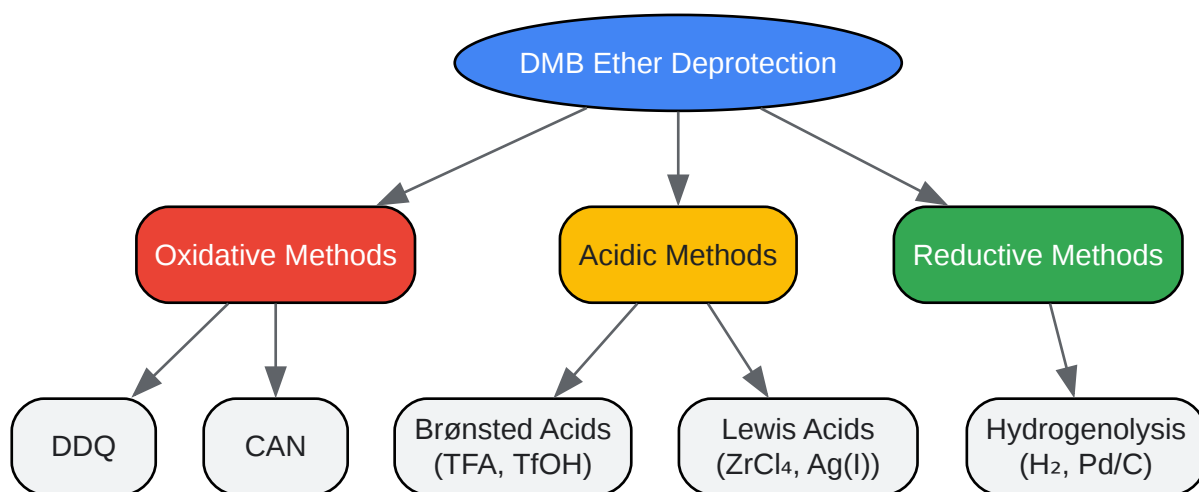 DMB Ether Deprotection
Oxidative Methods
Acidic Methods
Reductive Methods
DDQ
CAN
Brønsted Acids
(TFA, TfOH)
Lewis Acids
(ZrCl₄, Ag(I))
Hydrogenolysis
(H₂, Pd/C)